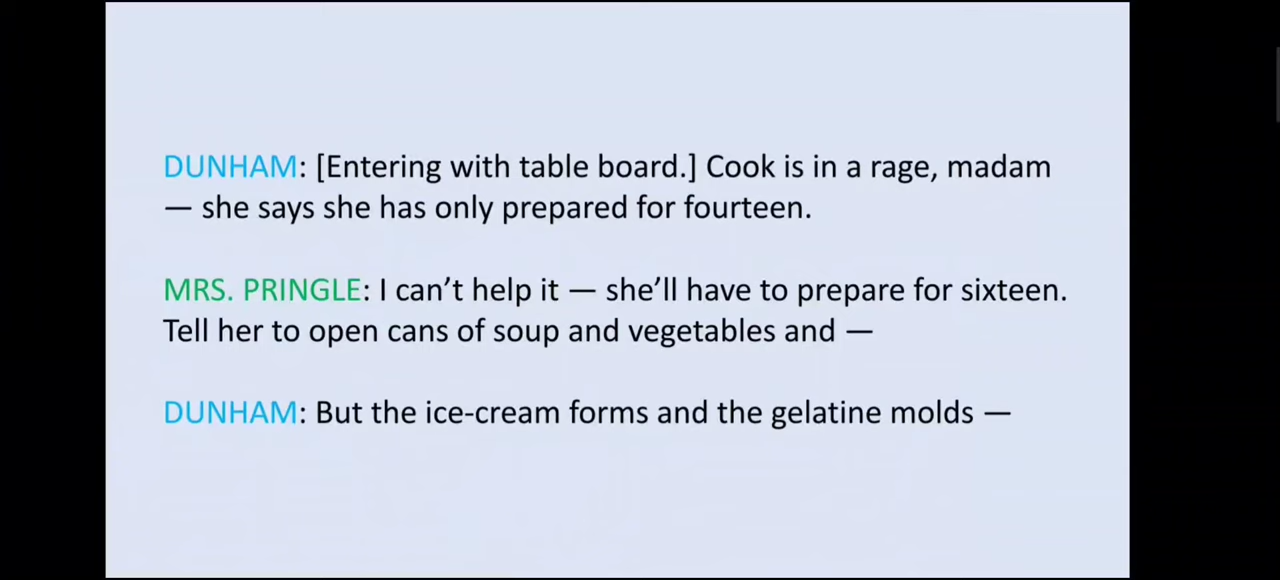 DUNHAM: [Entering with table board.] Cook is in a rage, madam
— she says she has only prepared for fourteen.
MRS. PRINGLE: I can’t help it — she’ll have to prepare for sixteen.
Tell her to open cans of soup and vegetables and —
DUNHAM: But the ice-cream forms and the gelatine molds —